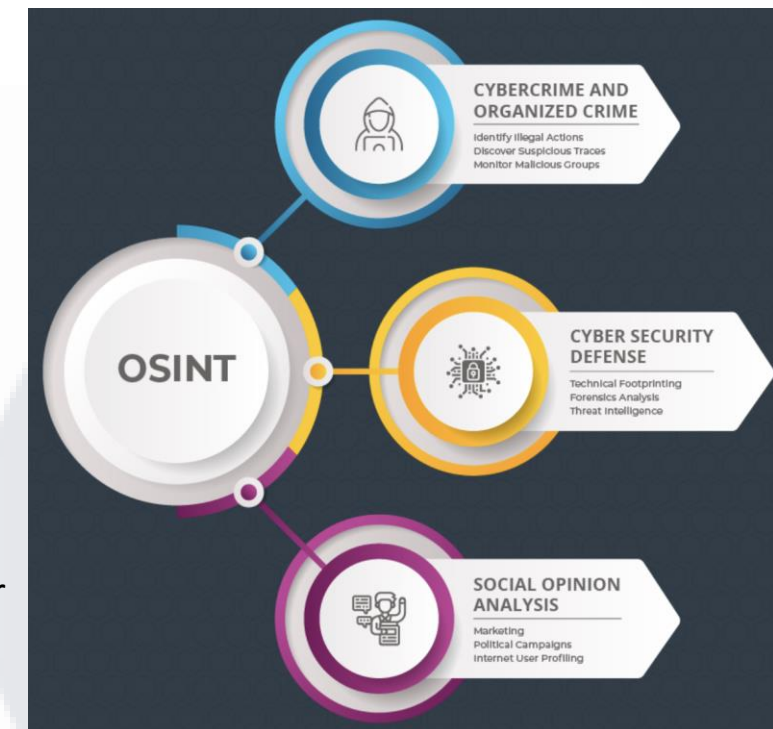 OSINT
CYBERCRIME AND
ORGANIZED CRIME
Identify Illegal Actions
Discover Suspicious Traces
Monitor Malicious Groups
CYBER SECURITY
DEFENSE
Technical Footprinting
Forensics Analysis
Threat Intelligence
SOCIAL OPINION
ANALYSIS
Marketing
Political Campaigns
Internet User Profiling